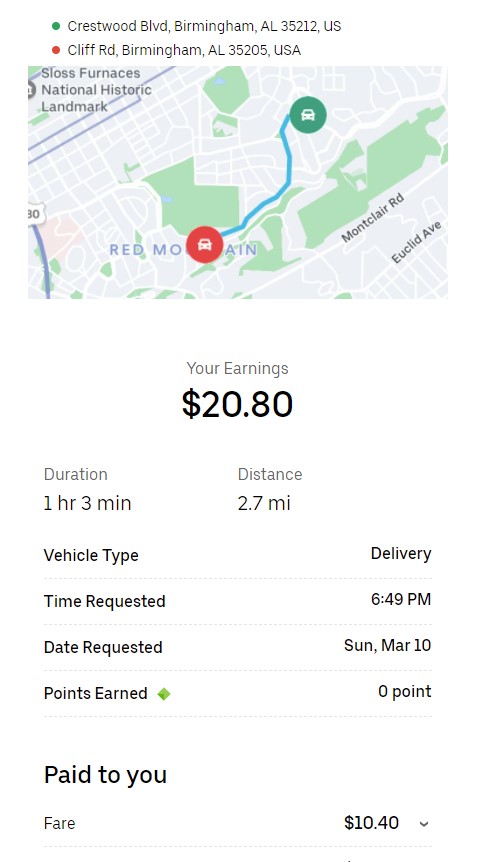 Crestwood Blvd, Birmingham, AL 35212, US
Cliff Rd, Birmingham, AL 35205, USA
Sloss Furnaces
National Historic
Landmark
80
Montclair Rd
Euclid Ave
RED MO AIN
Your Earnings
$20.80
Duration
Distance
1 hr 3 min
2.7 mi
Vehicle Type
Delivery
Time Requested
6:49 PM
Date Requested
Sun, Mar 10
Points Earned
0 point
Paid to you
Fare
$10.40